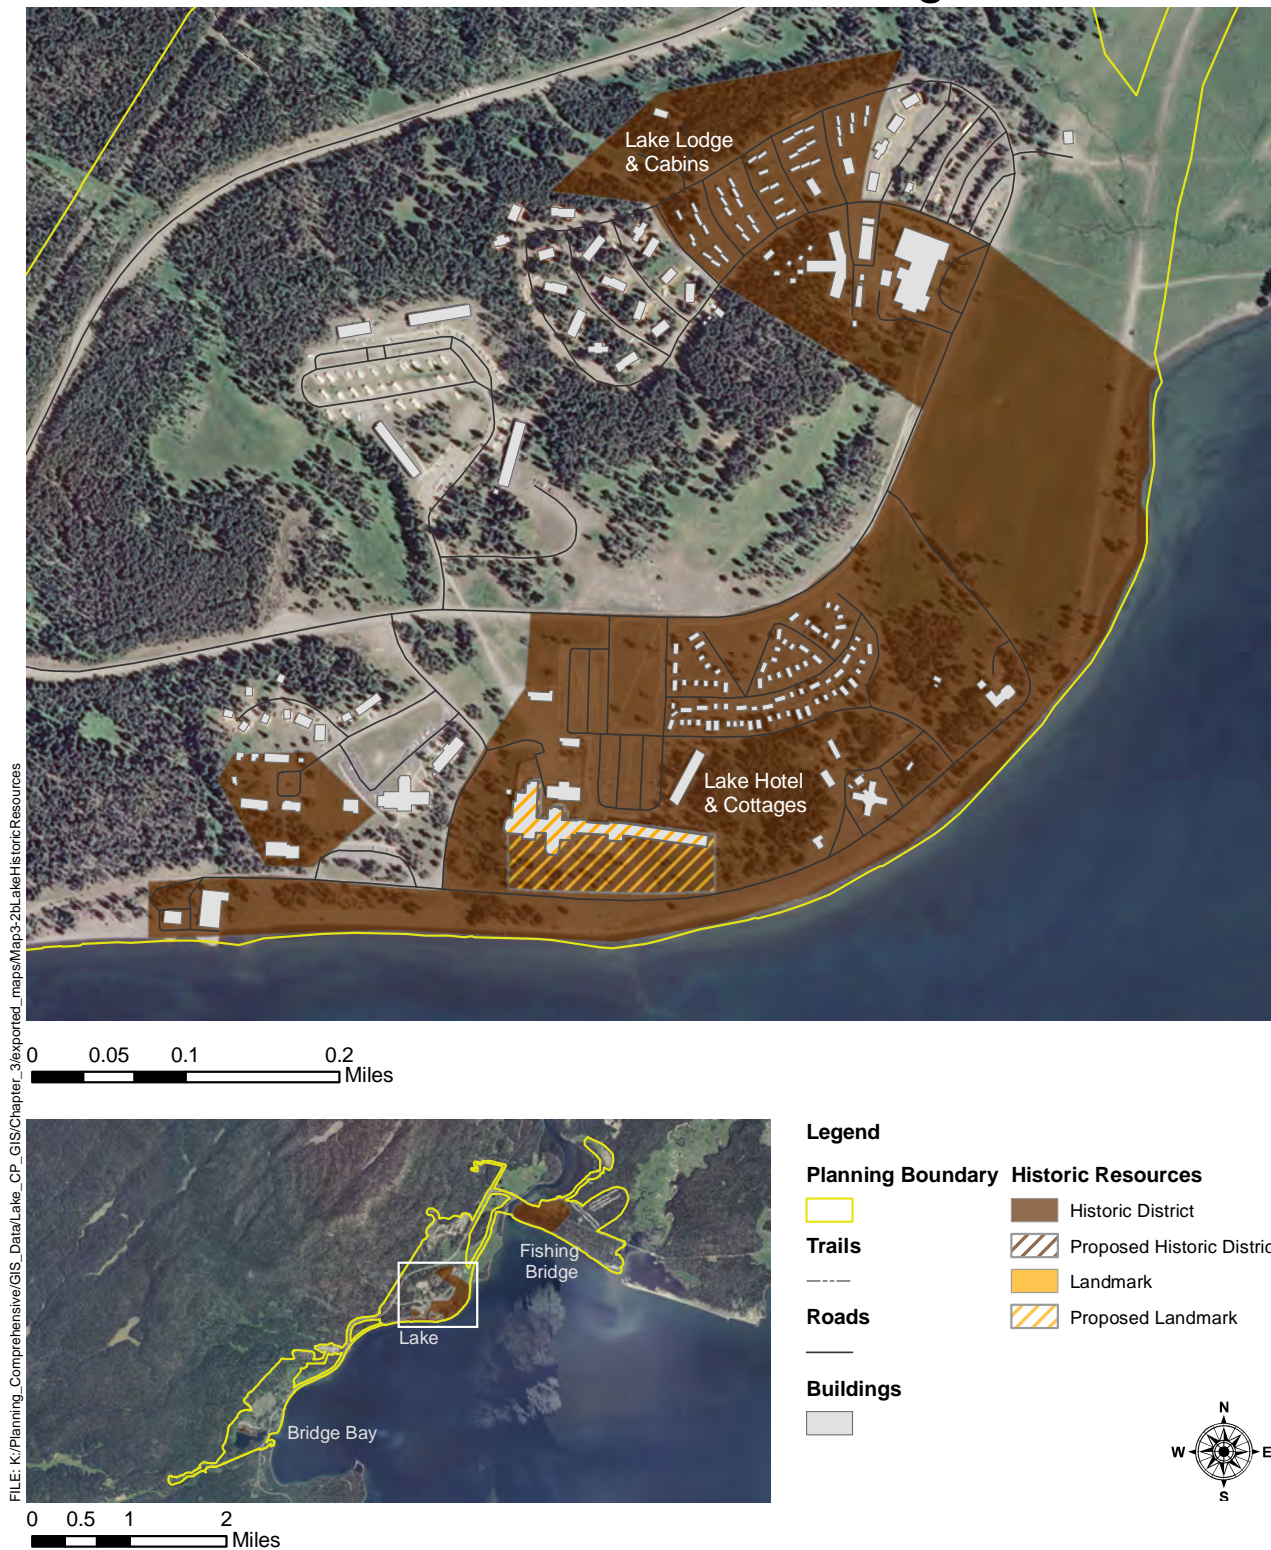 Lake Lodge
& Cabins
Lake Hotel
& Cottages
FILE: K:/Planning_Comprehensive/GIS_Data/Lake_CP_GIS/Chapter_3/exported_maps/Map3-2bLakeHistoricResources
0 0.05 0.1 0.2
Miles
Fishing
Bridge
Lake
Bridge Bay
0 0.5 1 2
Miles
Legend
Planning Boundary
Trails
Roads
Buildings
Historic Resources
Historic District
Proposed Historic Distric
Landmark
Proposed Landmark
N
W E
S